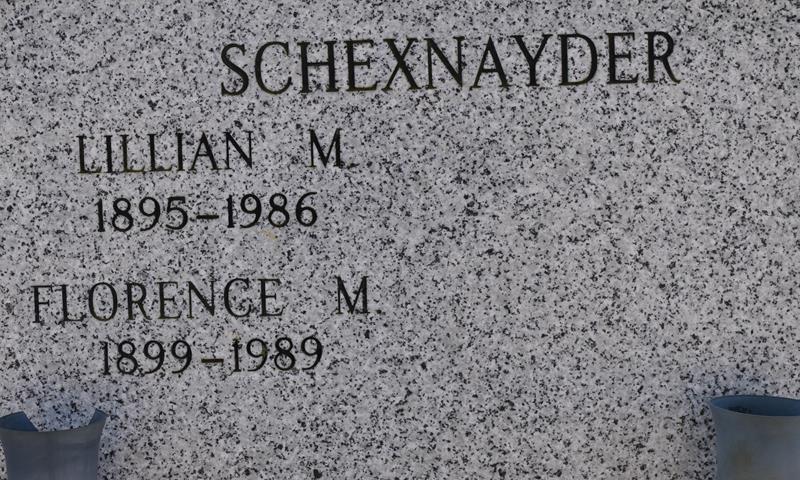 SCHEXNAYDER
LILLIAN M.
1895-1986
FLORENCE M.
1899-1989